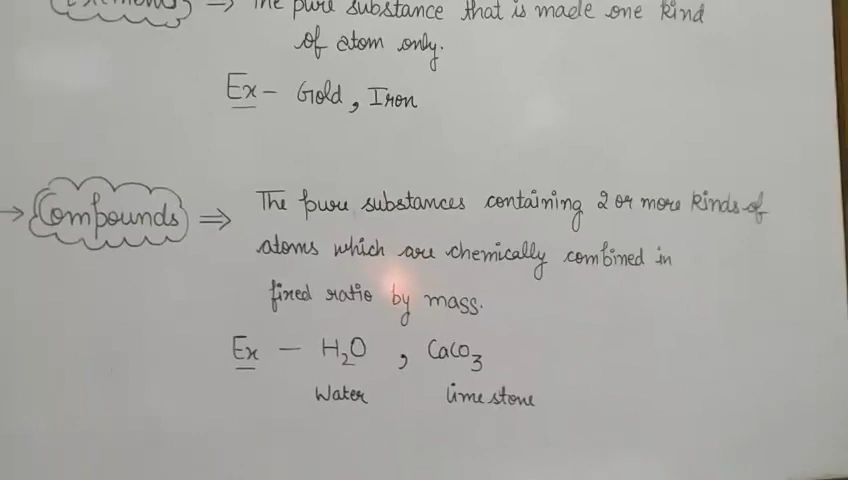 Elements ⇒ The pure substance that is made one kind
of atom only.
Ex - Gold, Iron
→ Compounds ⇒ The pure substances containing 2 or more kinds of
atoms which are chemically combined in
fixed ratio by mass.
Ex - H₂O , CaCO₃
Water limestone